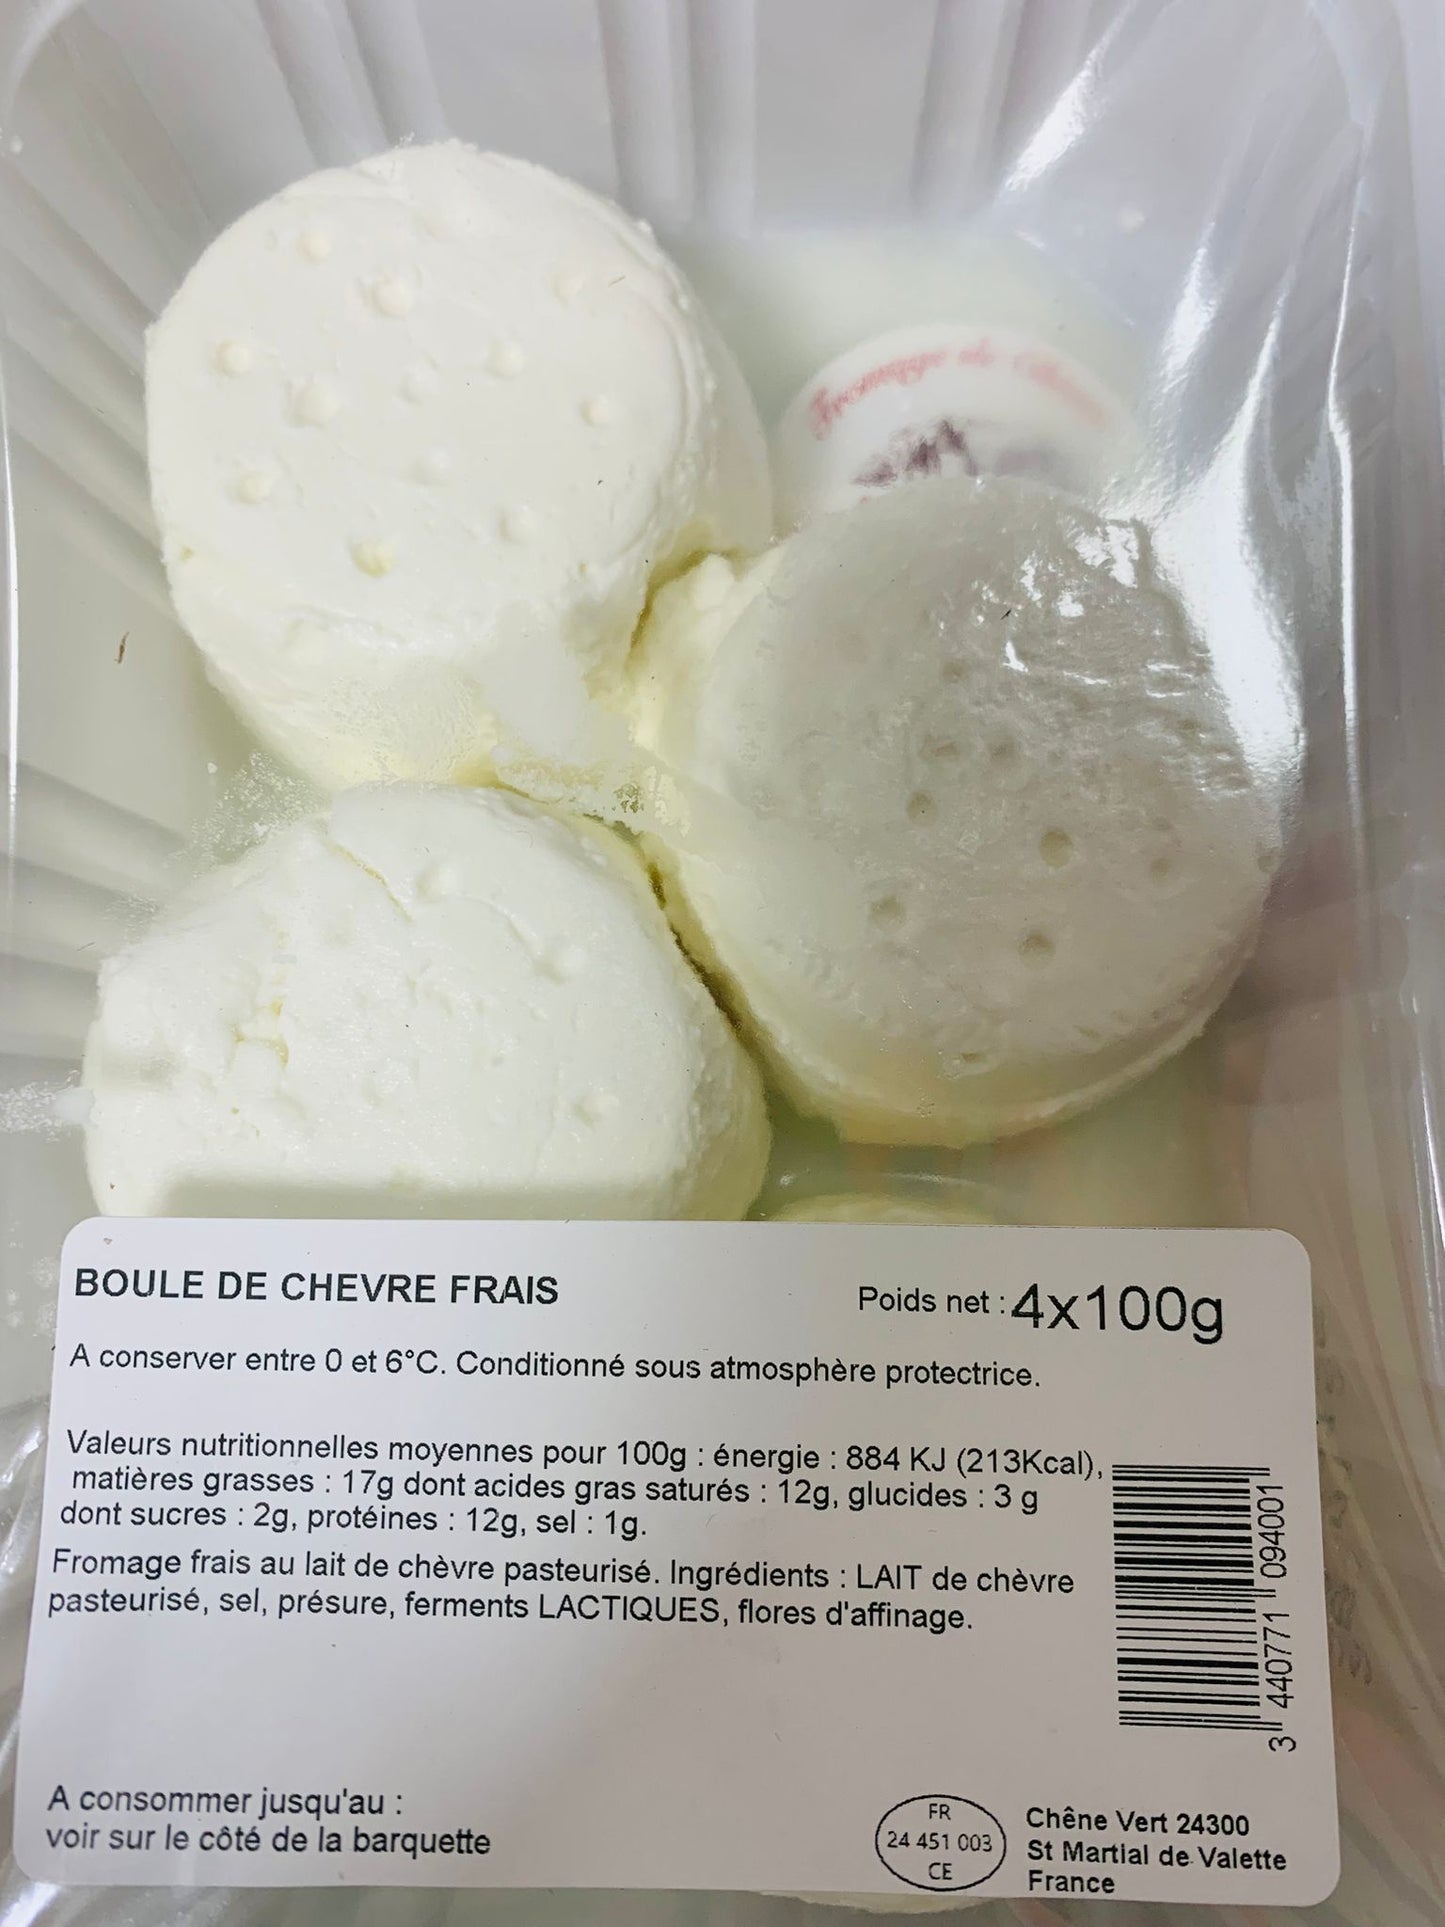 Fromage de
BOULE DE CHEVRE FRAIS
Poids net : 4x100g
A conserver entre 0 et 6°C. Conditionné sous atmosphère protectrice.
Valeurs nutritionnelles moyennes pour 100g : énergie : 884 KJ (213Kcal),
matières grasses : 17g dont acides gras saturés : 12g, glucides : 3 g
dont sucres : 2g, protéines : 12g, sel : 1g.
Fromage frais au lait de chèvre pasteurisé. Ingrédients : LAIT de chèvre
pasteurisé, sel, présure, ferments LACTIQUES, flores d'affinage.
3 440771 094001
A consommer jusqu'au :
voir sur le côté de la barquette
FR
24 451 003
CE
Chêne Vert 24300
St Martial de Valette
France